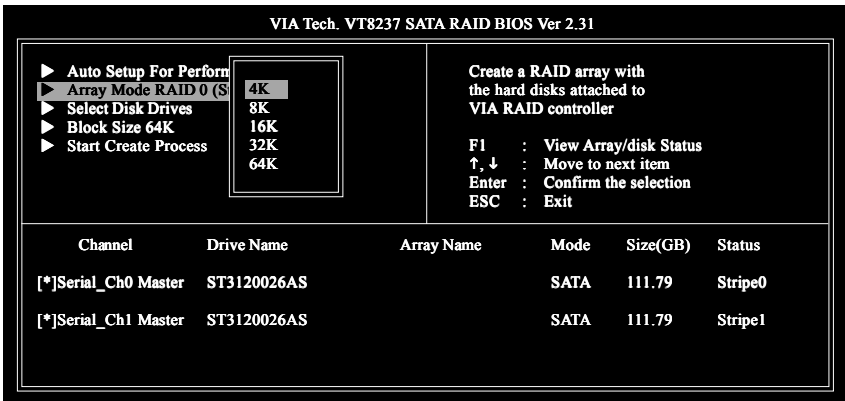 VIA Tech. VT8237 SATA RAID BIOS Ver 2.31
Auto Setup For Perform
Array Mode RAID 0 (S
Select Disk Drives
Block Size 64K
Start Create Process
4K
8K
16K
32K
64K
Create a RAID array with
the hard disks attached to
VIA RAID controller
F1 : View Array/disk Status
↑, ↓ : Move to next item
Enter : Confirm the selection
ESC : Exit
Channel Drive Name Array Name Mode Size(GB) Status
[*]Serial_Ch0 Master ST3120026AS SATA 111.79 Stripe0
[*]Serial_Ch1 Master ST3120026AS SATA 111.79 Stripe1